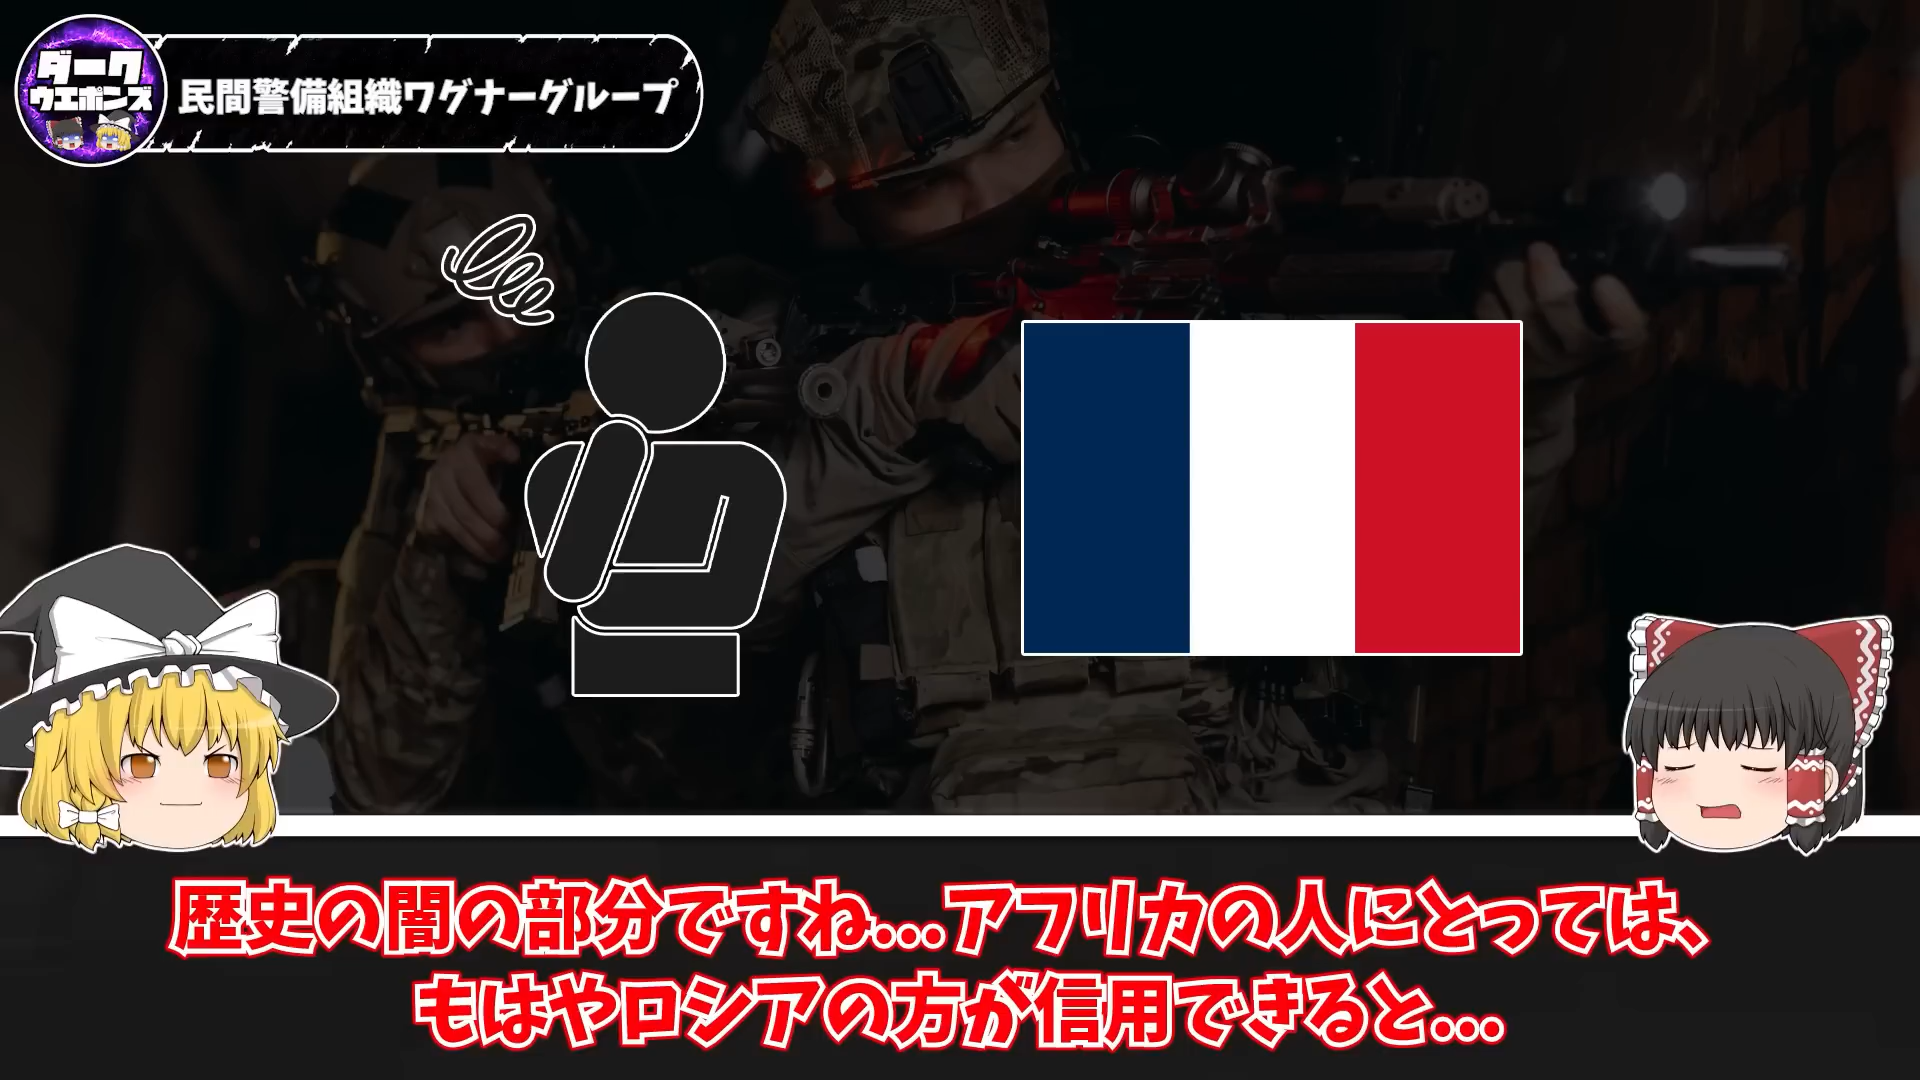 ダーク
ウエポンズ
民間警備組織ワグナーグループ
歴史の闇の部分ですね…アフリカの人にとっては、
もはやロシアの方が信用できると…